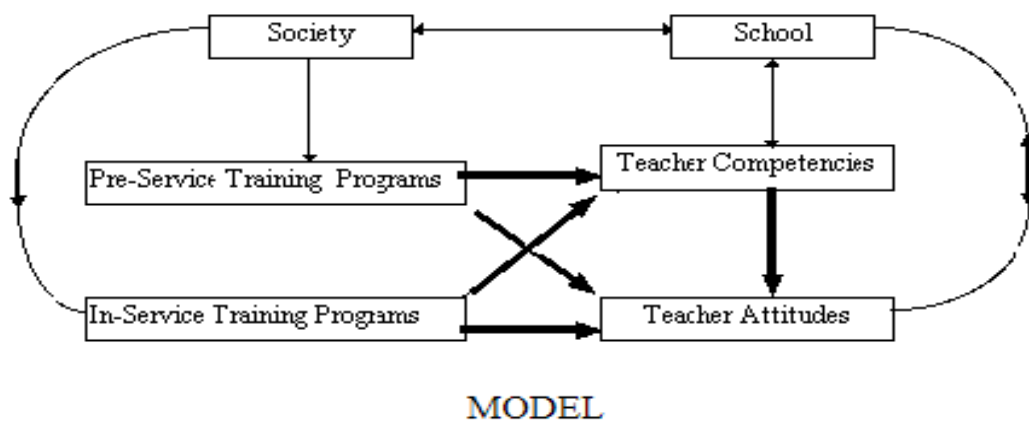 Society
School
Teacher Competencies
Pre-Service Training Programs
In-Service Training Programs
Teacher Attitudes
MODEL